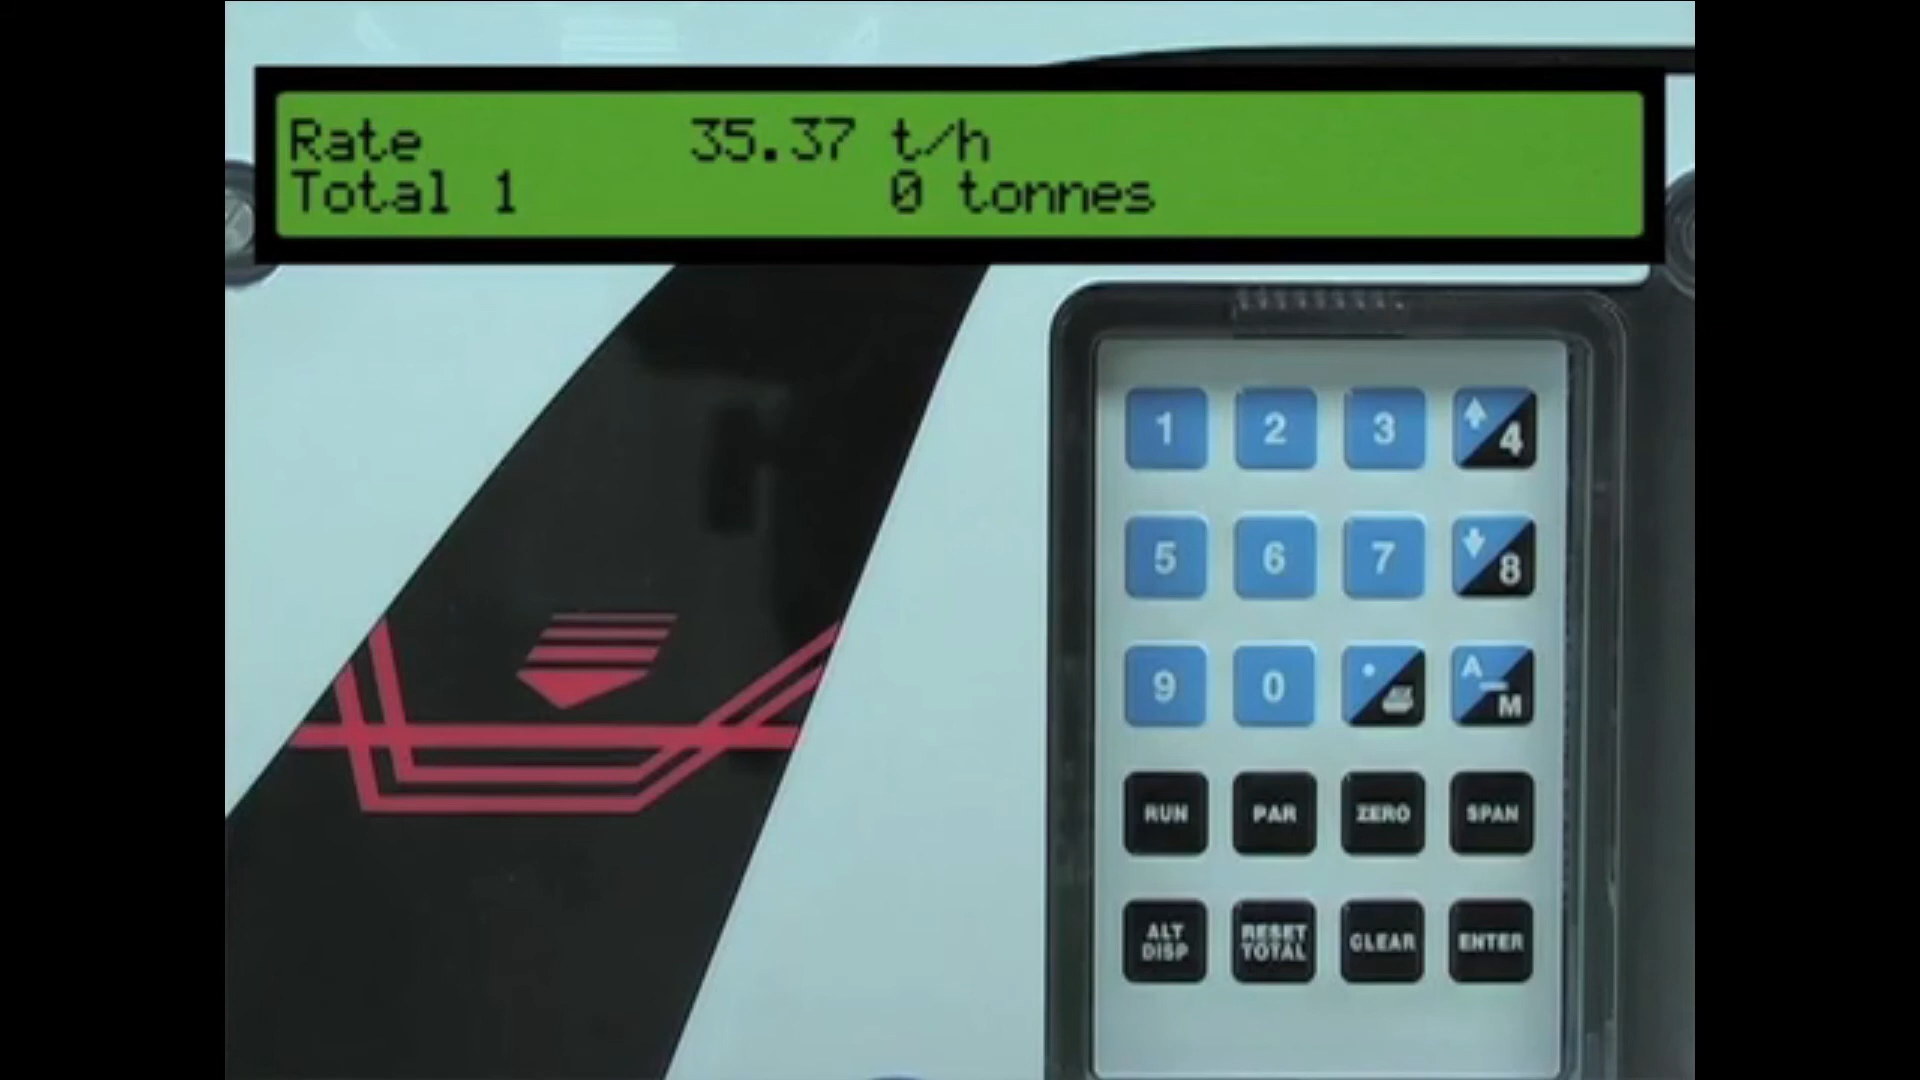 Rate 35.37 t/h
Total 1 0 tonnes
1 2 3 4
5 6 7 8
9 0 . A M
RUN PAR ZERO SPAN
ALT DISP RESET TOTAL CLEAR ENTER